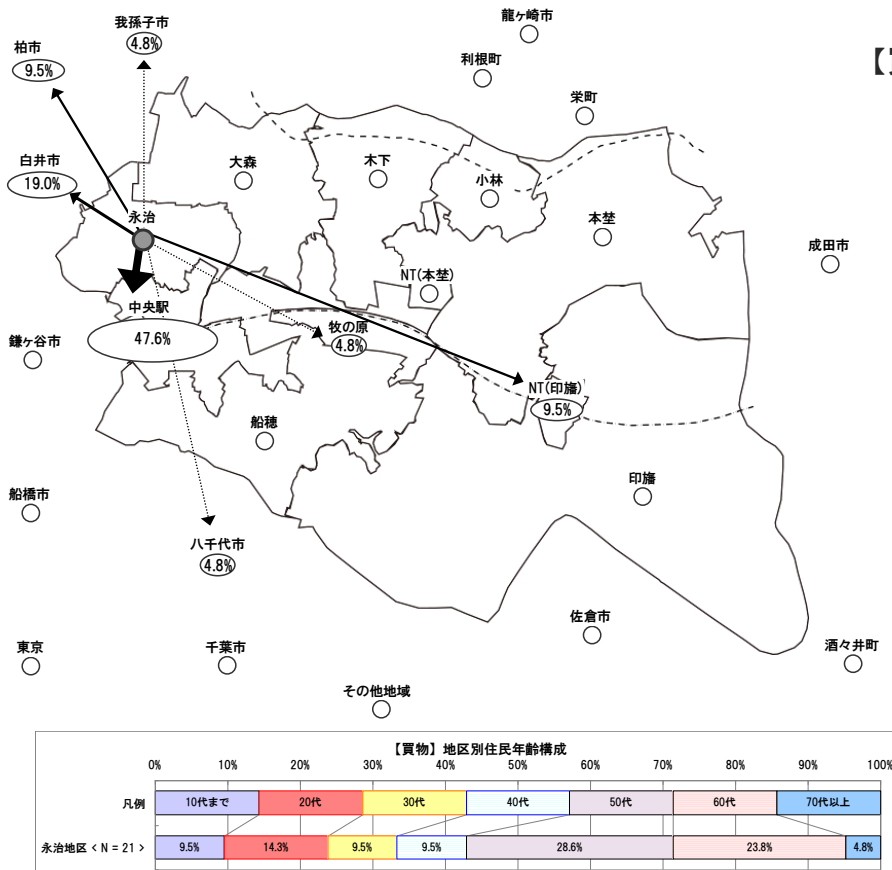 龍ヶ崎市
我孫子市
4.8%
【買
柏市
9.5%
利根町
栄町
白井市
19.0%
大森
木下
小林
永治
本埜
成田市
NT(本埜)
中央駅
47.6%
牧の原
4.8%
鎌ヶ谷市
NT(印旛)
9.5%
船穂
印旛
船橋市
八千代市
4.8%
佐倉市
東京
千葉市
酒々井町
その他地域
【買物】地区別住民年齢構成
0% 10% 20% 30% 40% 50% 60% 70% 80% 90% 100%
凡例 10代まで 20代 30代 40代 50代 60代 70代以上
永治地区 < N = 21 > 9.5% 14.3% 9.5% 9.5% 28.6% 23.8% 4.8%